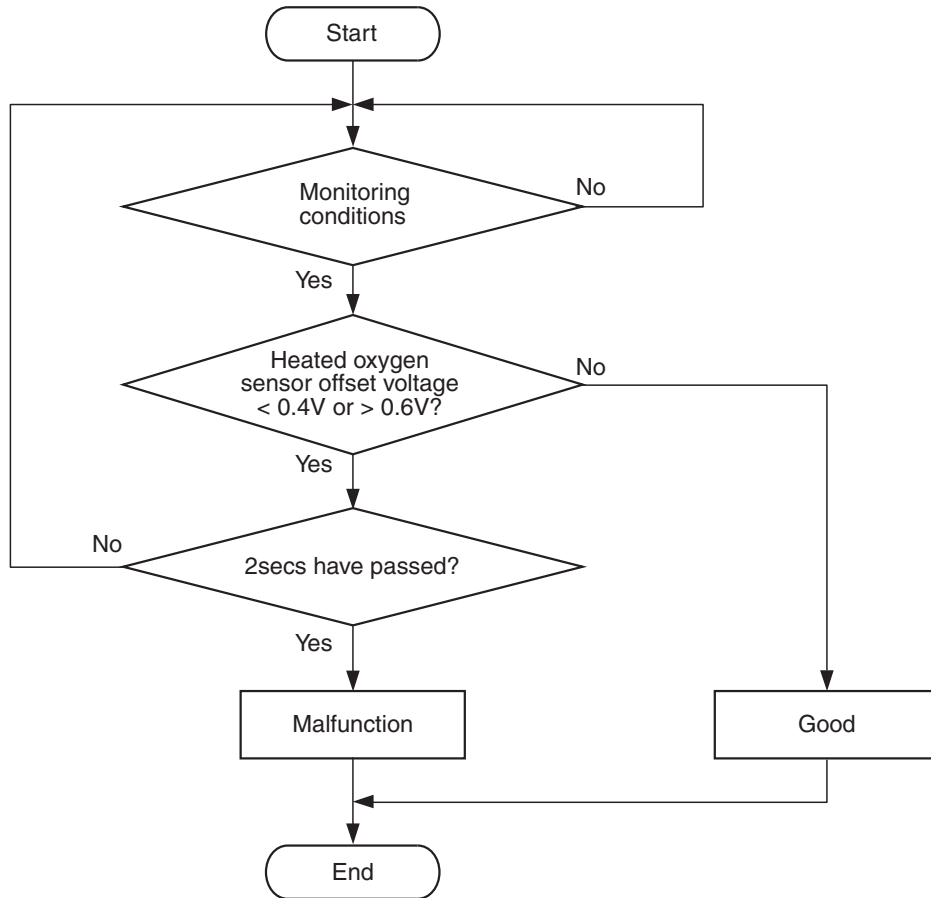 Start
Monitoring
conditions
No
Yes
Heated oxygen
sensor offset voltage
< 0.4V or > 0.6V?
No
Yes
No
2secs have passed?
Yes
Malfunction
Good
End